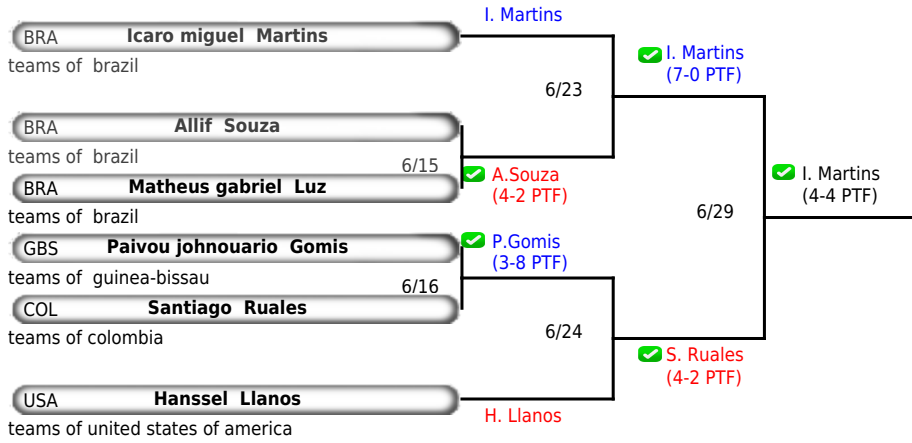 I. Martins
BRA Icaro miguel Martins
teams of brazil
I. Martins
(7-0 PTF)
6/23
BRA Allif Souza
teams of brazil
6/15
BRA Matheus gabriel Luz
teams of brazil
A.Souza
(4-2 PTF)
I. Martins
(4-4 PTF)
6/29
GBS Paivou johnouario Gomis
teams of guinea-bissau
P.Gomis
(3-8 PTF)
6/16
COL Santiago Ruales
teams of colombia
6/24
S. Ruales
(4-2 PTF)
USA Hanssel Llanos
teams of united states of america
H. Llanos